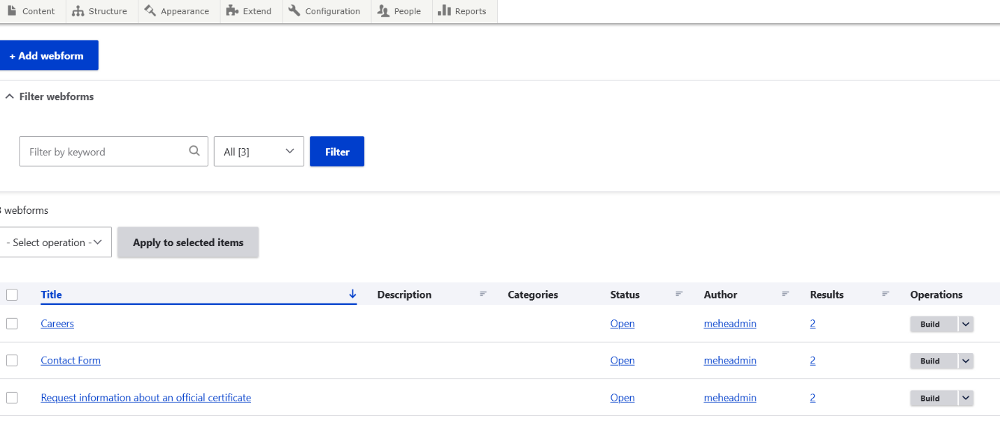 Content Structure Appearance Extend Configuration People Reports
+ Add webform
Filter webforms
Filter by keyword All [3] Filter
3 webforms
- Select operation - Apply to selected items
Title Description Categories Status Author Results Operations
Careers Open meheadmin 2 Build
Contact Form Open meheadmin 2 Build
Request information about an official certificate Open meheadmin 2 Build